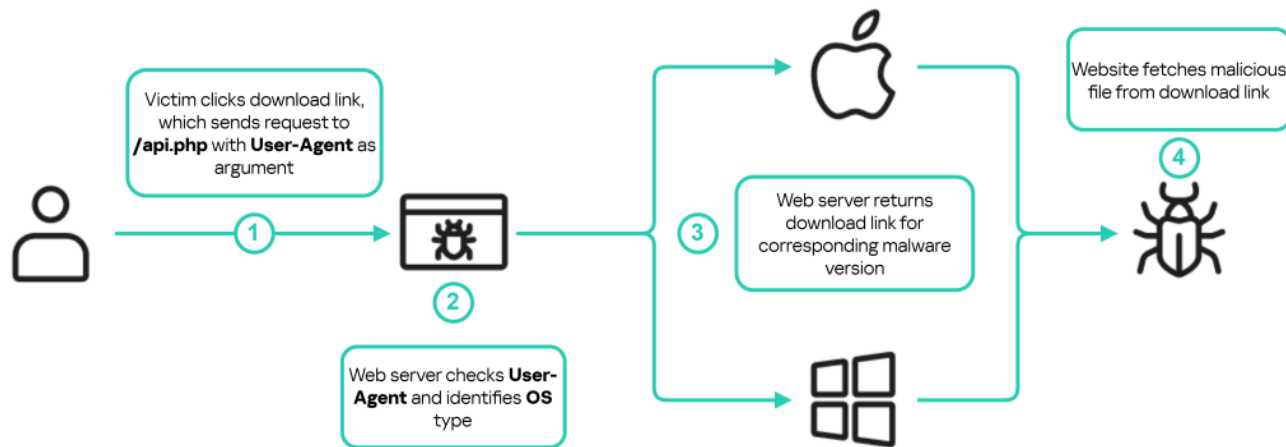 Victim clicks download link,
which sends request to
/api.php with User-Agent as
argument
1
2
Web server checks User-
Agent and identifies OS
type
3
Web server returns
download link for
corresponding malware
version
Website fetches malicious
file from download link
4